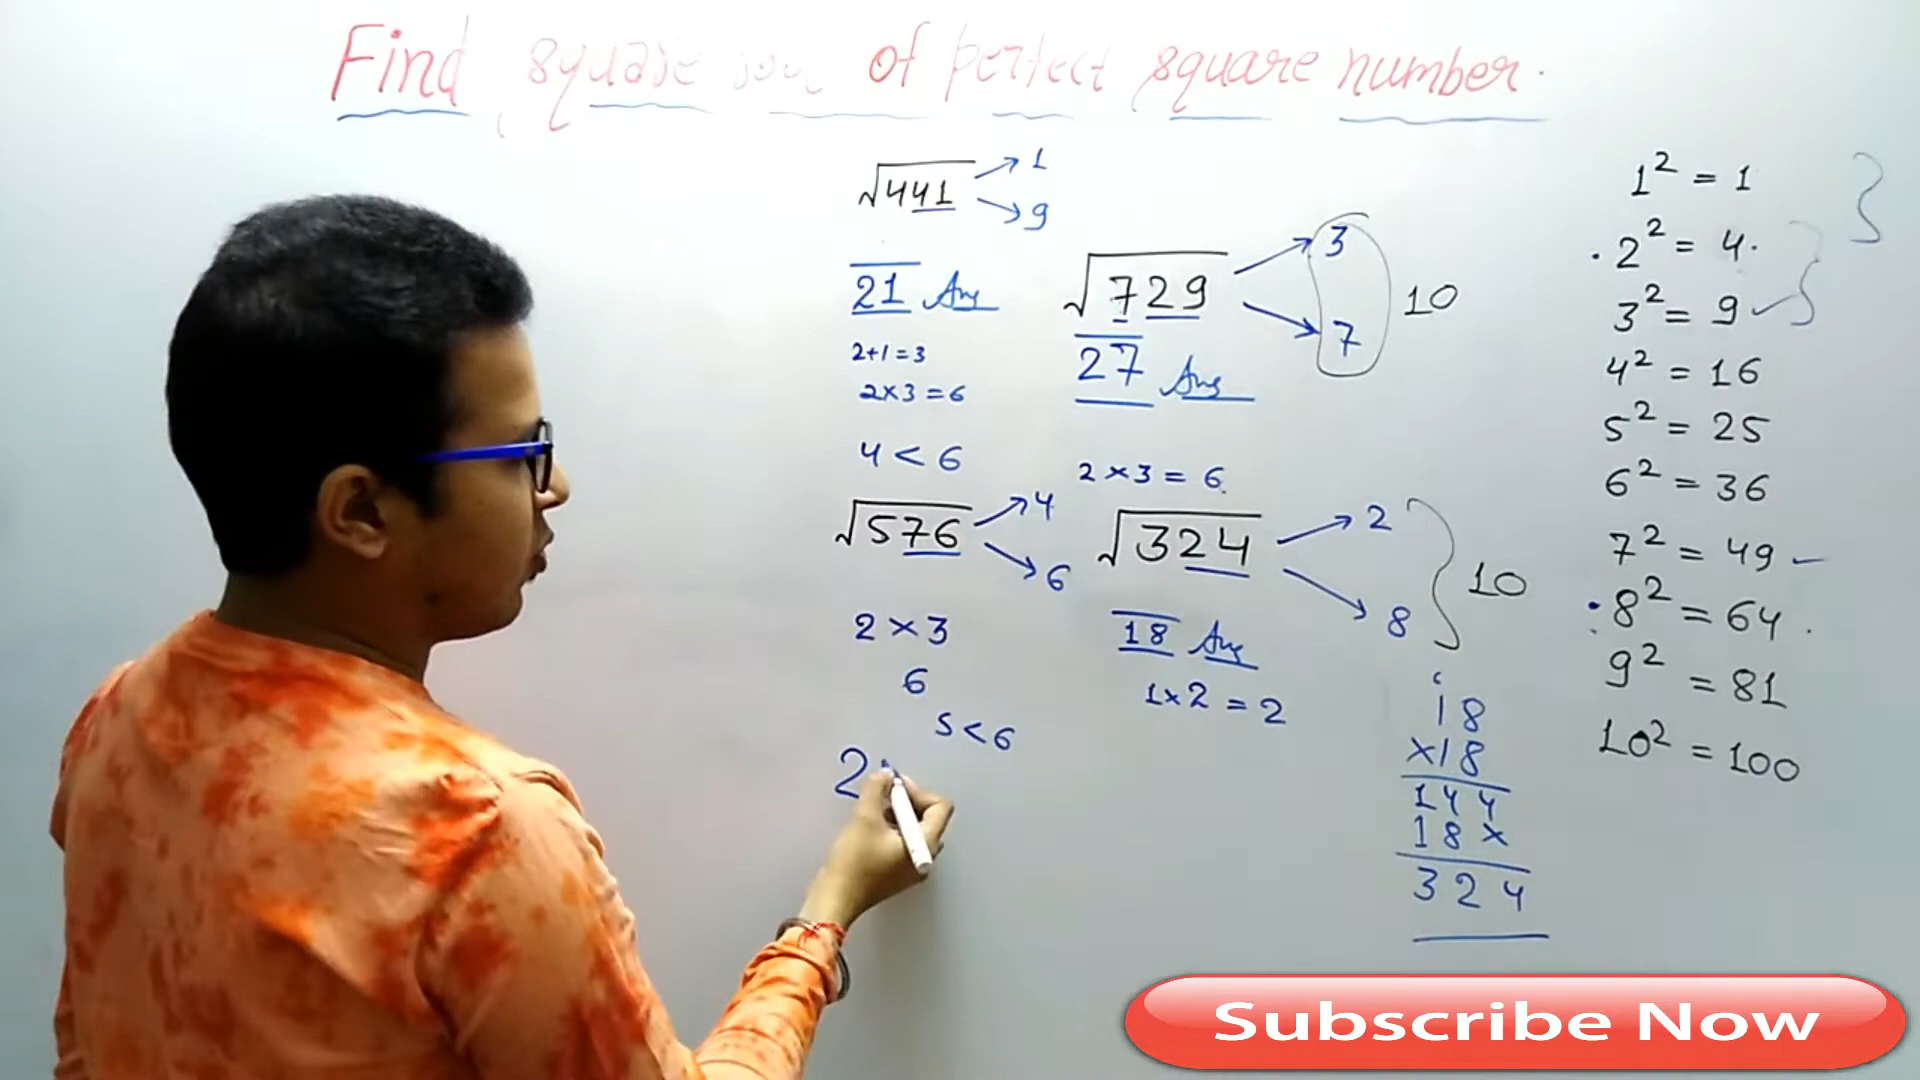 Find square root of perfect square number.
√441 → 1
→ 9
21 Ans
2+1=3
2×3=6
4<6
√729 → 3
→ 7
10
27 Ans
2×3=6
√576 → 4
→ 6
2×3
6
5<6
2
√324 → 2
→ 8
10
18 Ans
1×2=2
18
×18
144
18×
324
1² = 1
2² = 4
3² = 9
4² = 16
5² = 25
6² = 36
7² = 49
8² = 64
9² = 81
10² = 100
Subscribe Now